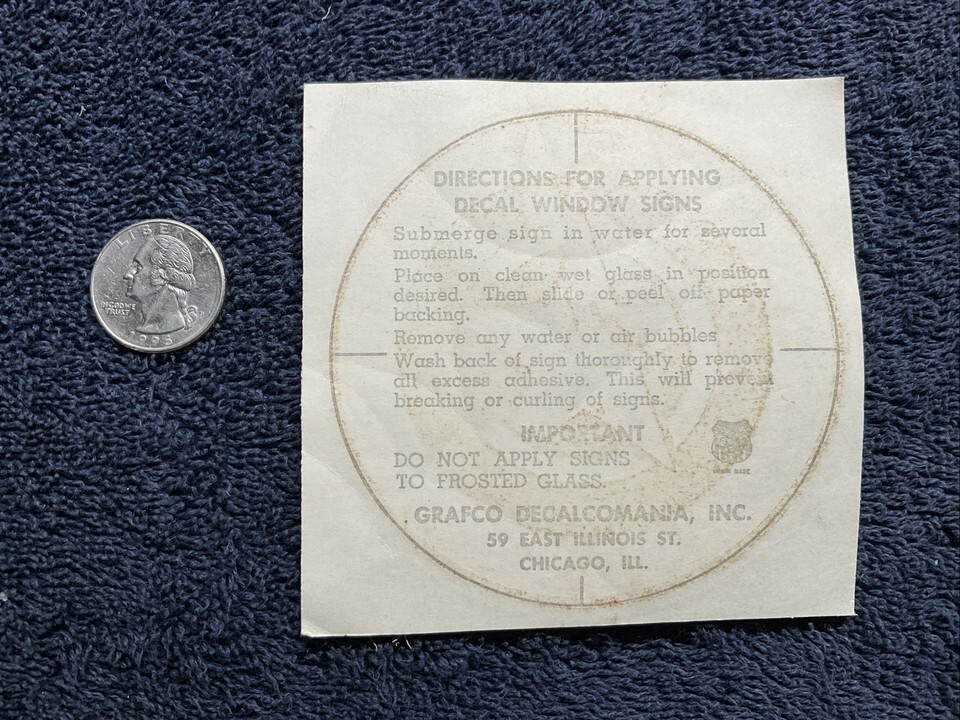 LIBERTY
IN GOD WE
TRUST
1995
DIRECTIONS FOR APPLYING
DECAL WINDOW SIGNS
Submerge sign in water for several
moments.
Place on clean wet glass in position
desired. Then slide or peel off paper
backing.
Remove any water or air bubbles
Wash back of sign thoroughly to remove
all excess adhesive. This will prevent
breaking or curling of signs.
IMPORTANT
DO NOT APPLY SIGNS
TO FROSTED GLASS.
GRAFCO DECALCOMANIA, INC.
59 EAST ILLINOIS ST.
CHICAGO, ILL.